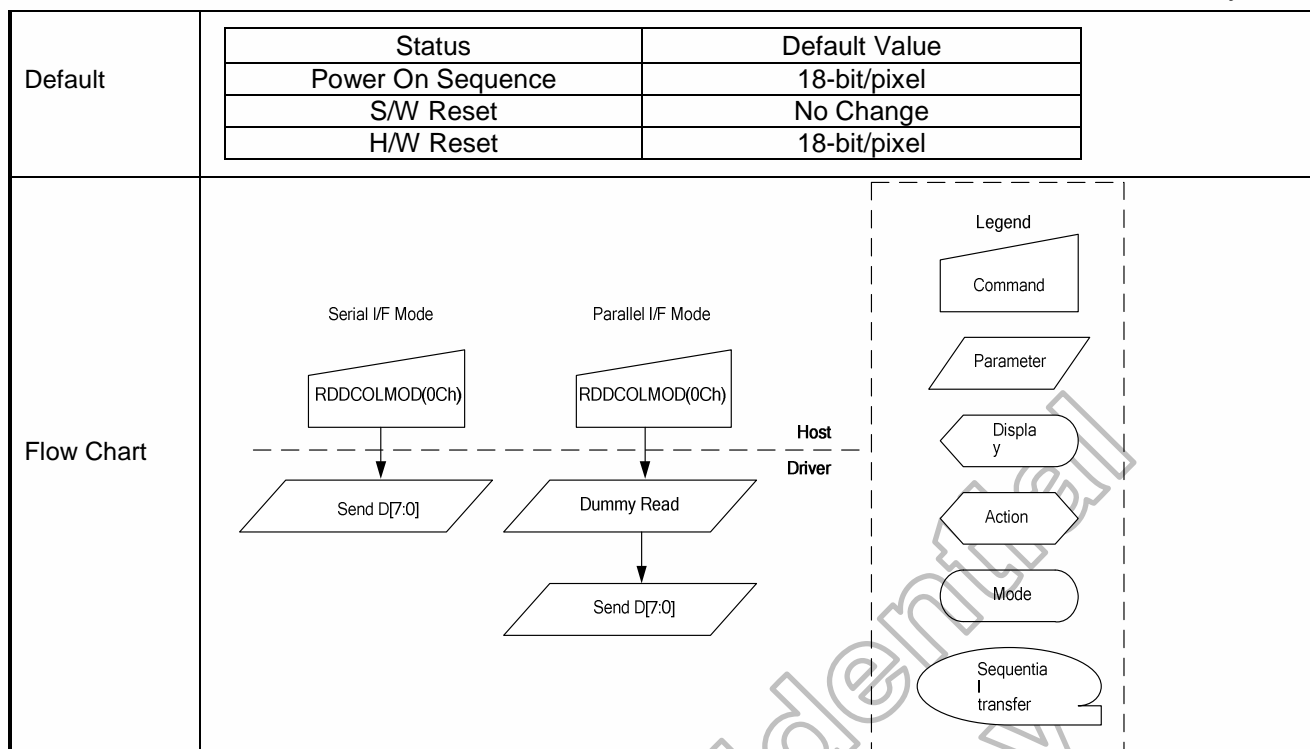 Default
Status Default Value
Power On Sequence 18-bit/pixel
S/W Reset No Change
H/W Reset 18-bit/pixel
Flow Chart
Serial I/F Mode Parallel I/F Mode
RDDCOLMOD(0Ch) RDDCOLMOD(0Ch)
Host
Driver
Send D[7:0] Dummy Read
Send D[7:0]
Legend
Command
Parameter
Displa
y
Action
Mode
Sequentia
l
transfer